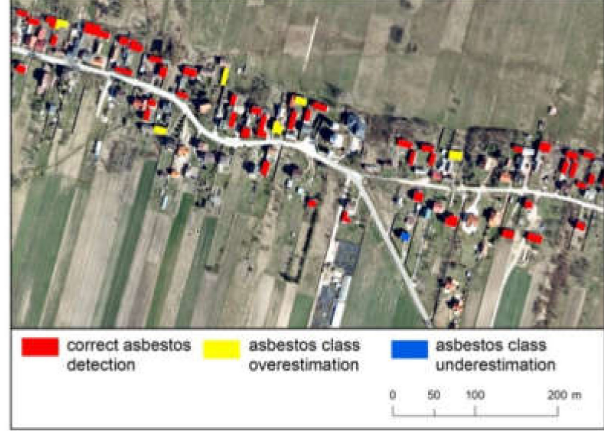 correct asbestos
detection
asbestos class
overestimation
asbestos class
underestimation
0 50 100 200 m